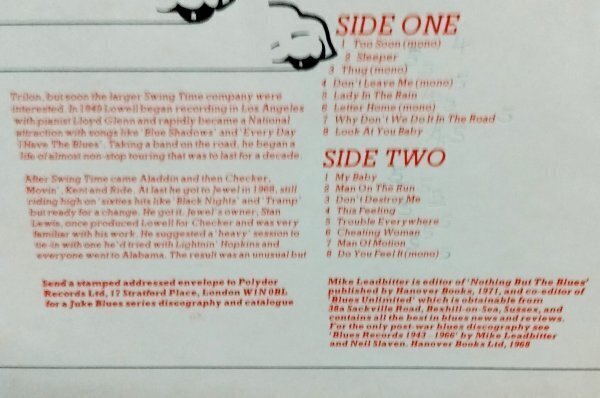 Trilon, but soon the larger Swing Time company were
interested. In 1949 Lowell began recording in Los Angeles
with pianist Lloyd Glenn and rapidly became a National
attraction with songs like 'Blue Shadows' and 'Every Day
I Have The Blues'. Taking a band on the road, he began a
life of almost non-stop touring that was to last for a decade.
After Swing Time came Aladdin and then Checker,
Movin', Kent and Ride. At last he got to Jewel in 1968, still
riding high on 'sixties hits like 'Black Nights' and 'Tramp'
but ready for a change. He got it. Jewel's owner, Stan
Lewis, once produced Lowell for Checker and was very
familiar with his work. He suggested a 'heavy' session to
tie-in with one he'd tried with Lightnin' Hopkins and
everyone went to Alabama. The result was an unusual but
Send a stamped addressed envelope to Polydor
Records Ltd, 17 Stratford Place, London W1N 0BL
for a Juke Blues series discography and catalogue
SIDE ONE
1 Too Soon (mono)
2 Sleeper
3 Thug (mono)
4 Don't Leave Me (mono)
5 Lady In The Rain
6 Letter Home (mono)
7 Why Don't We Do It In The Road
8 Look At You Baby
SIDE TWO
1 My Baby
2 Man On The Run
3 Don't Destroy Me
4 This Feeling
5 Trouble Everywhere
6 Cheating Woman
7 Man Of Motion
8 Do You Feel It (mono)
Mike Leadbitter is editor of 'Nothing But The Blues'
published by Hanover Books, 1971, and co-editor of
'Blues Unlimited' which is obtainable from
38a Sackville Road, Bexhill-on-Sea, Sussex, and
contains all the best in blues news and reviews.
For the only post-war blues discography see
'Blues Records 1943-1966' by Mike Leadbitter
and Neil Slaven. Hanover Books Ltd, 1968